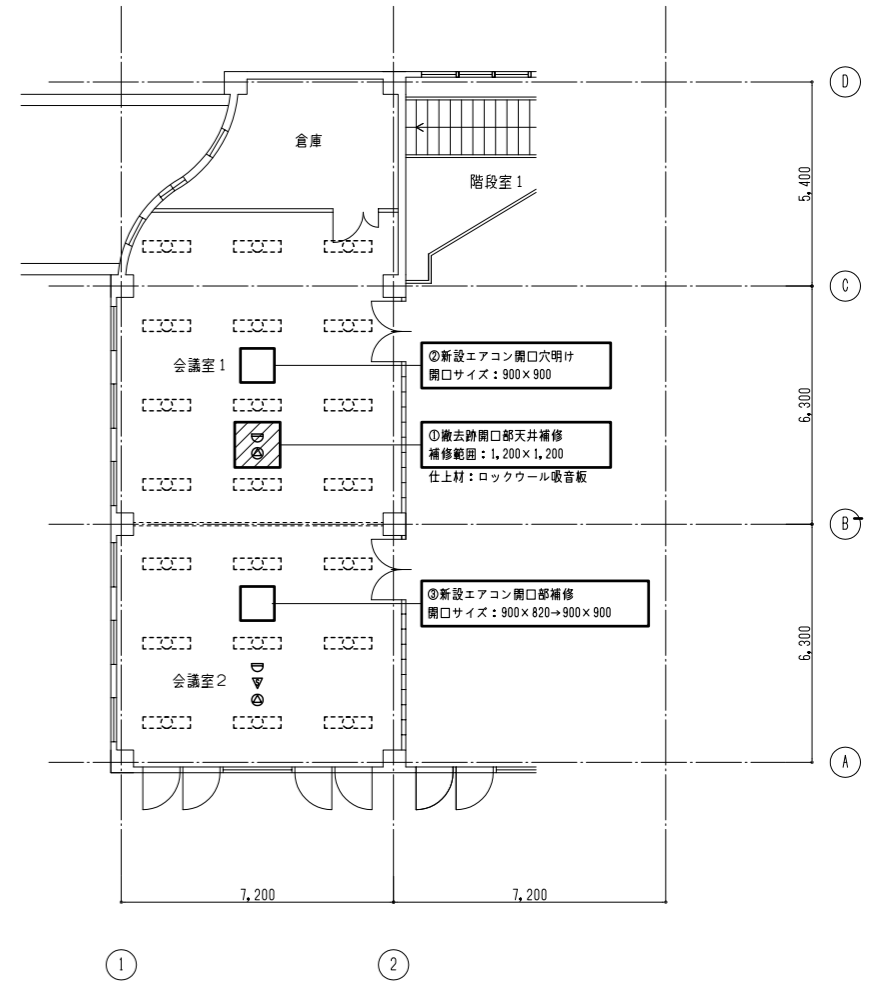 D
倉庫
階段室1
5,400
C
②新設エアコン開口穴明け
開口サイズ：900×900
会議室1
6,300
①撤去跡開口部天井補修
補修範囲：1,200×1,200
仕上材：ロックウール吸音板
B
③新設エアコン開口部補修
開口サイズ：900×820→900×900
6,300
会議室2
A
7,200
7,200
1
2